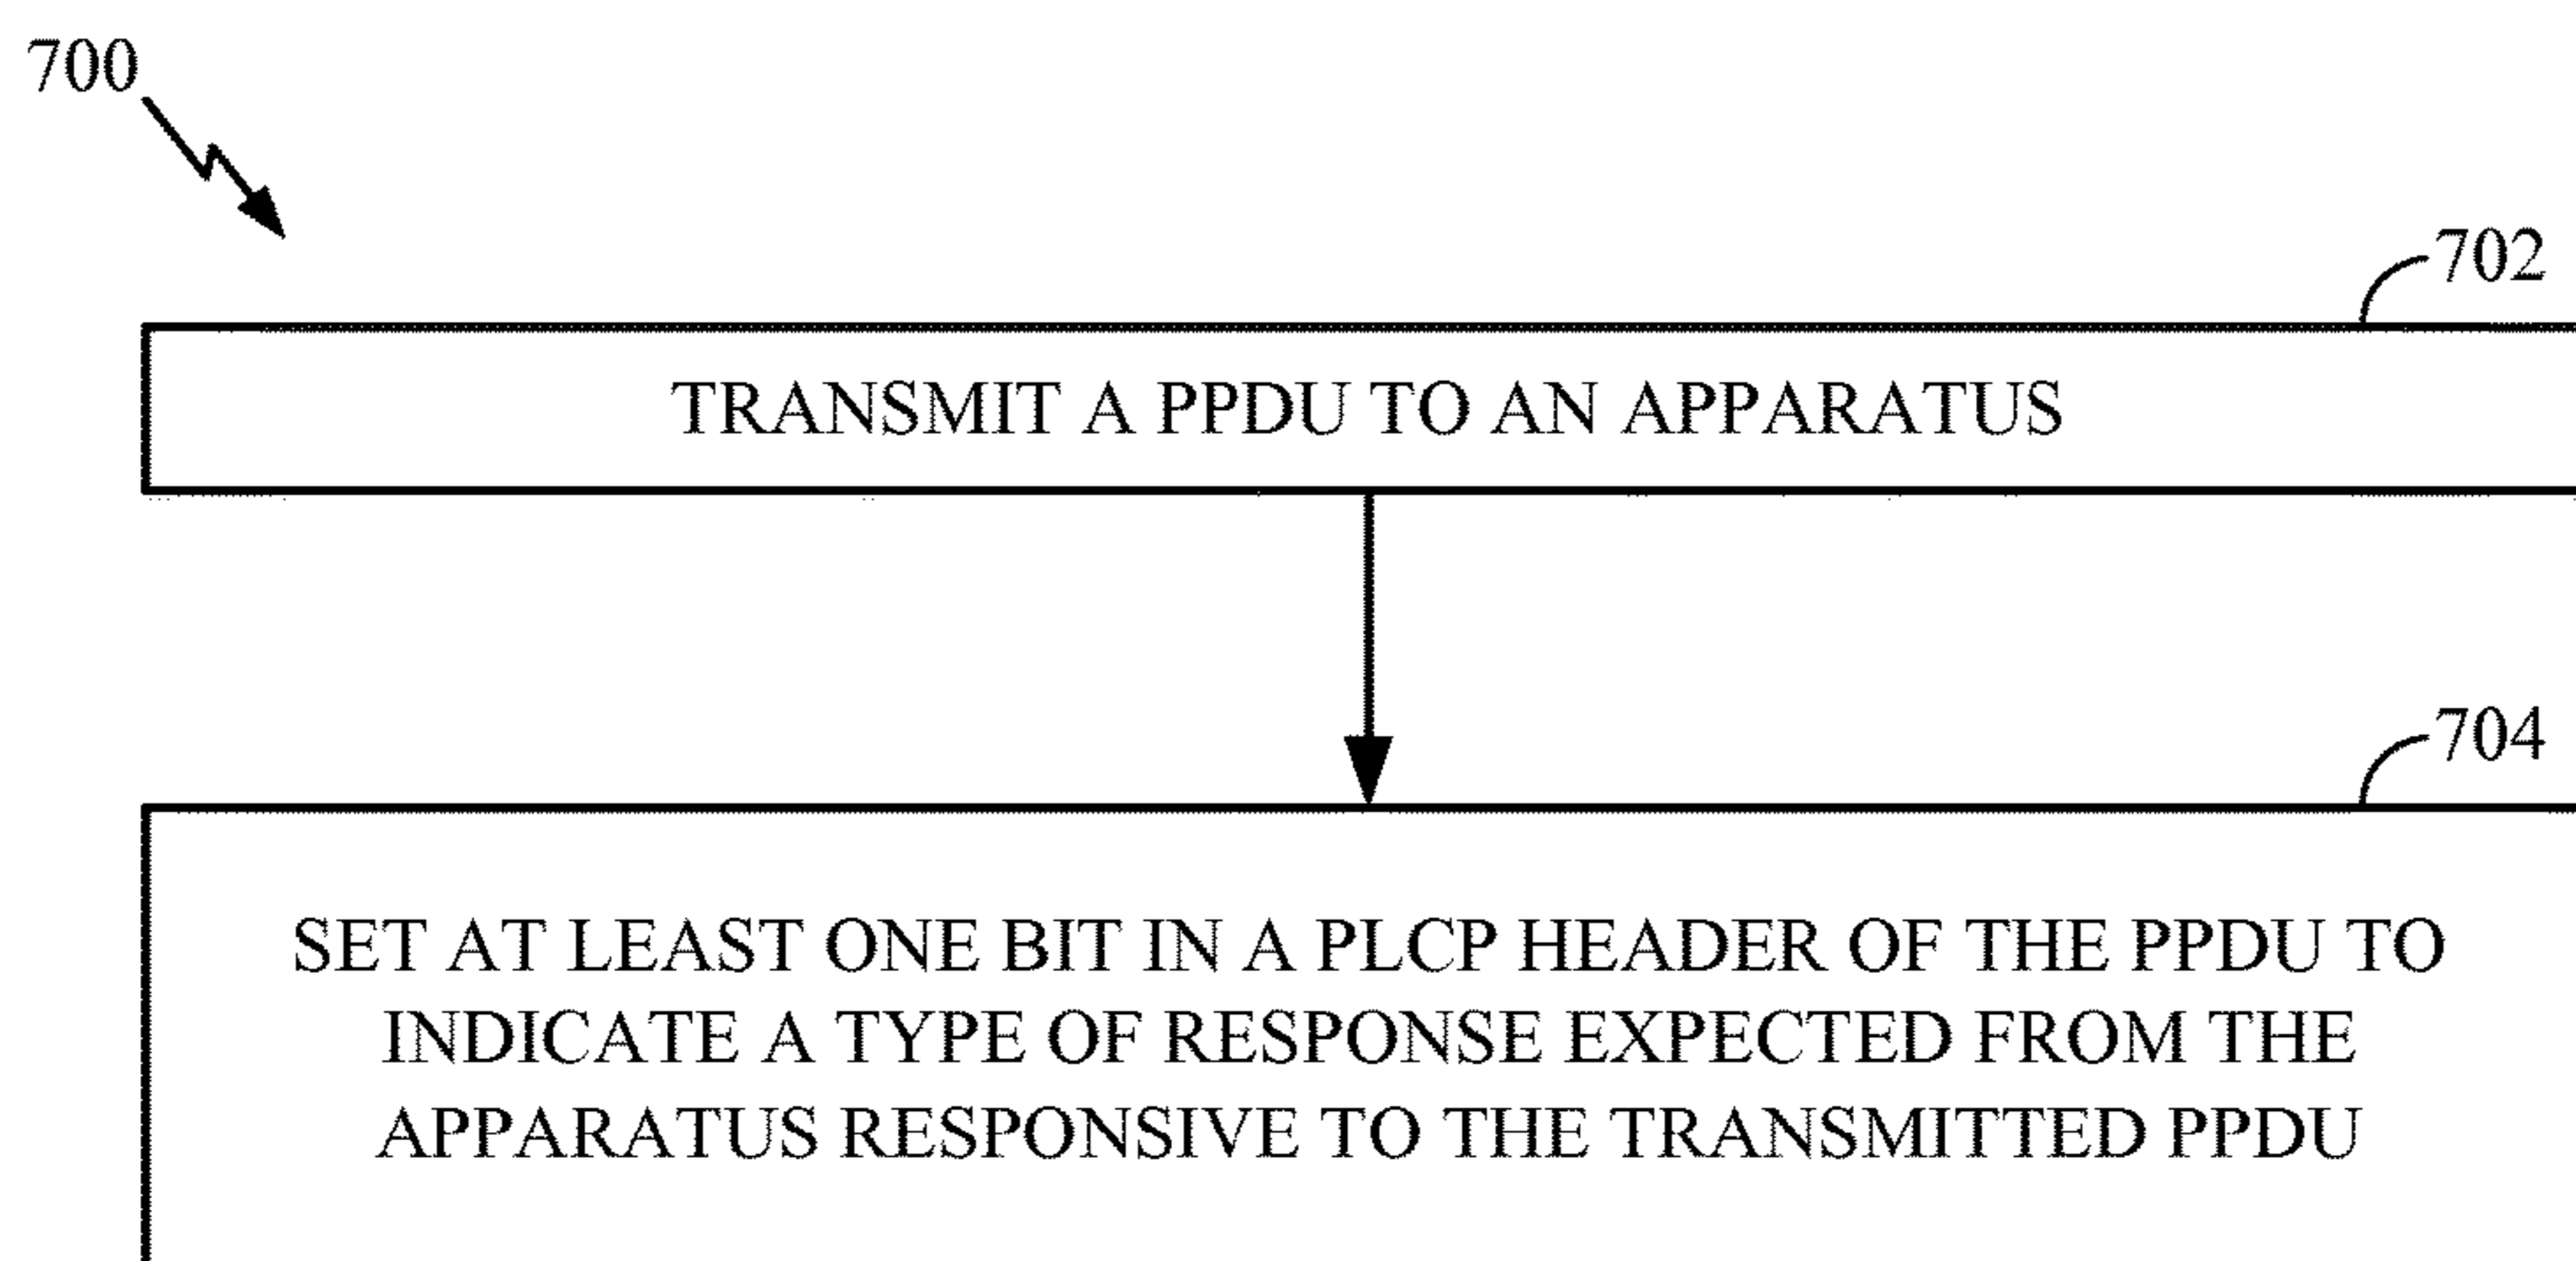 700
702
TRANSMIT A PPDU TO AN APPARATUS
704
SET AT LEAST ONE BIT IN A PLCP HEADER OF THE PPDU TO
INDICATE A TYPE OF RESPONSE EXPECTED FROM THE
APPARATUS RESPONSIVE TO THE TRANSMITTED PPDU